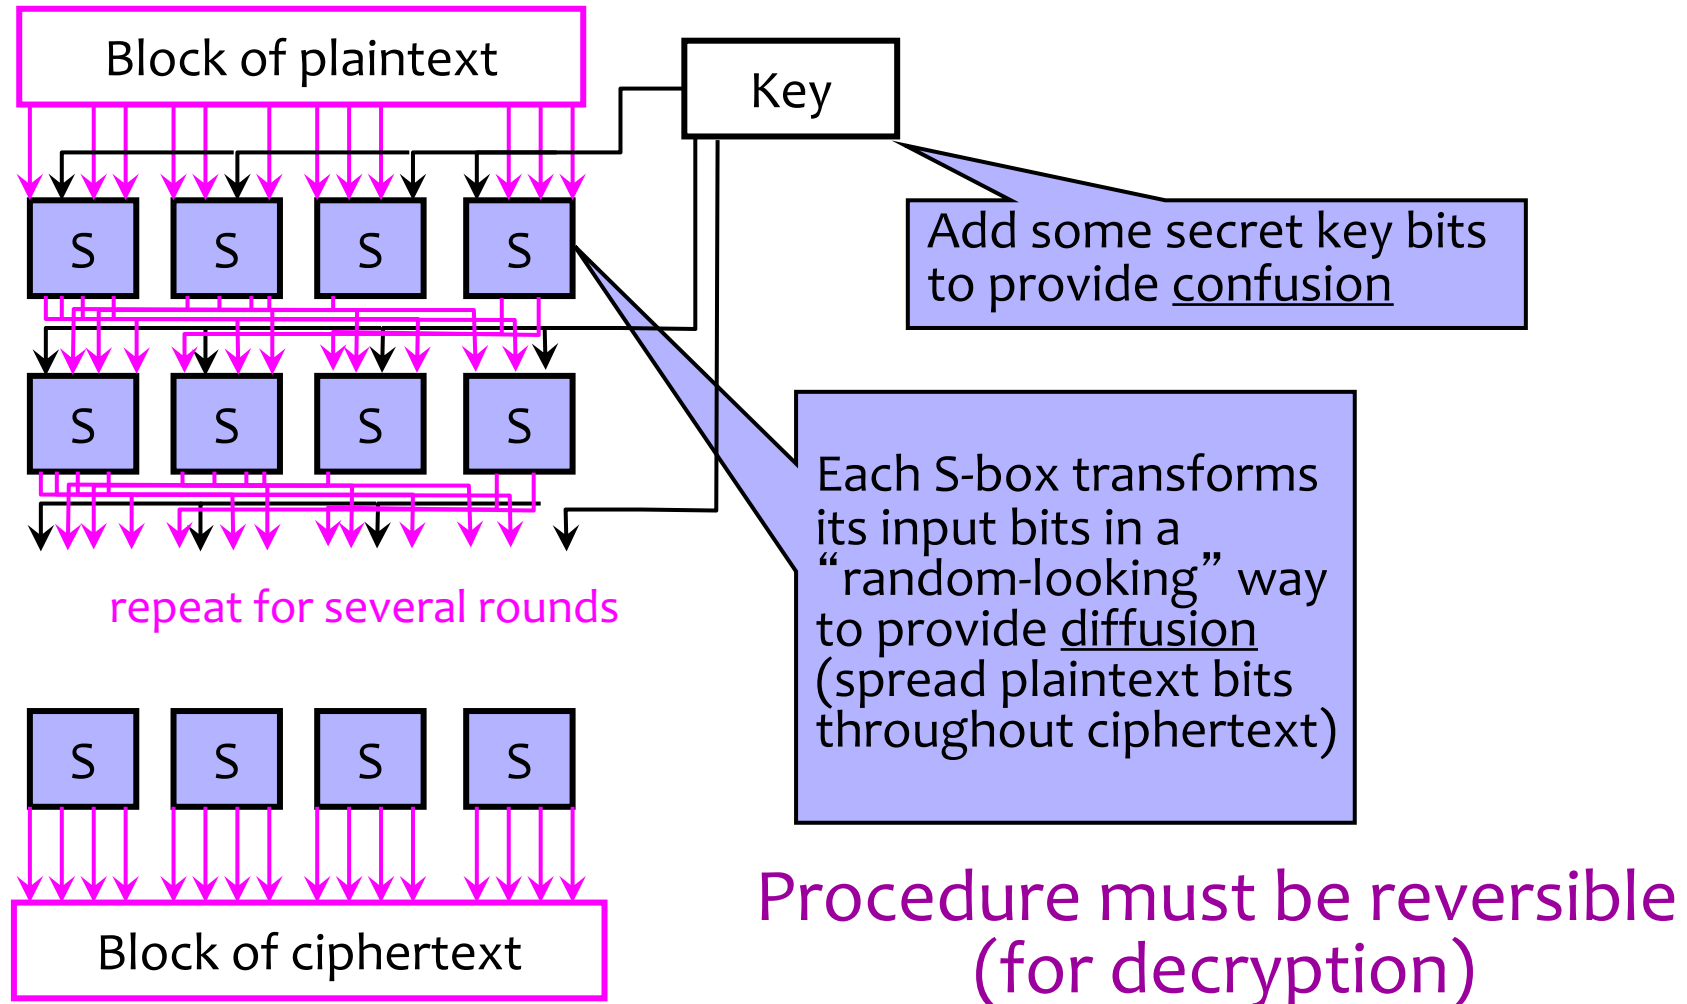 Block of plaintext
Key
S S S S
Add some secret key bits
to provide confusion
S S S S
Each S-box transforms
its input bits in a
“random-looking” way
to provide diffusion
(spread plaintext bits
throughout ciphertext)
repeat for several rounds
S S S S
Block of ciphertext
Procedure must be reversible
(for decryption)